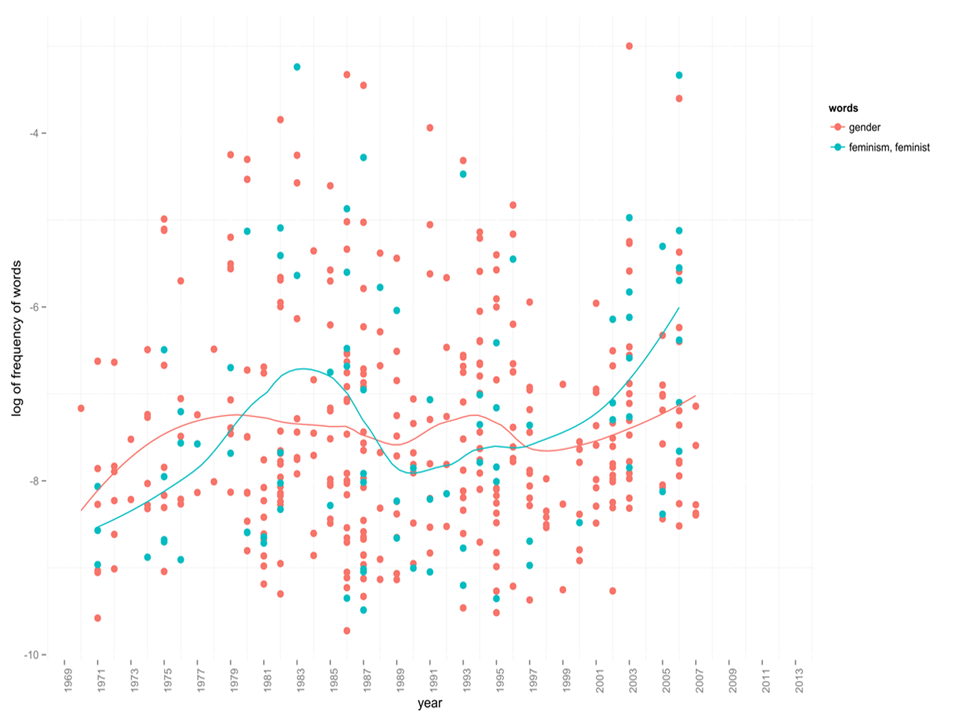 log of frequency of words
-4
-6
-8
-10
1969 1971 1973 1975 1977 1979 1981 1983 1985 1987 1989 1991 1993 1995 1997 1999 2001 2003 2005 2007 2009 2011 2013
year
words
gender
feminism, feminist